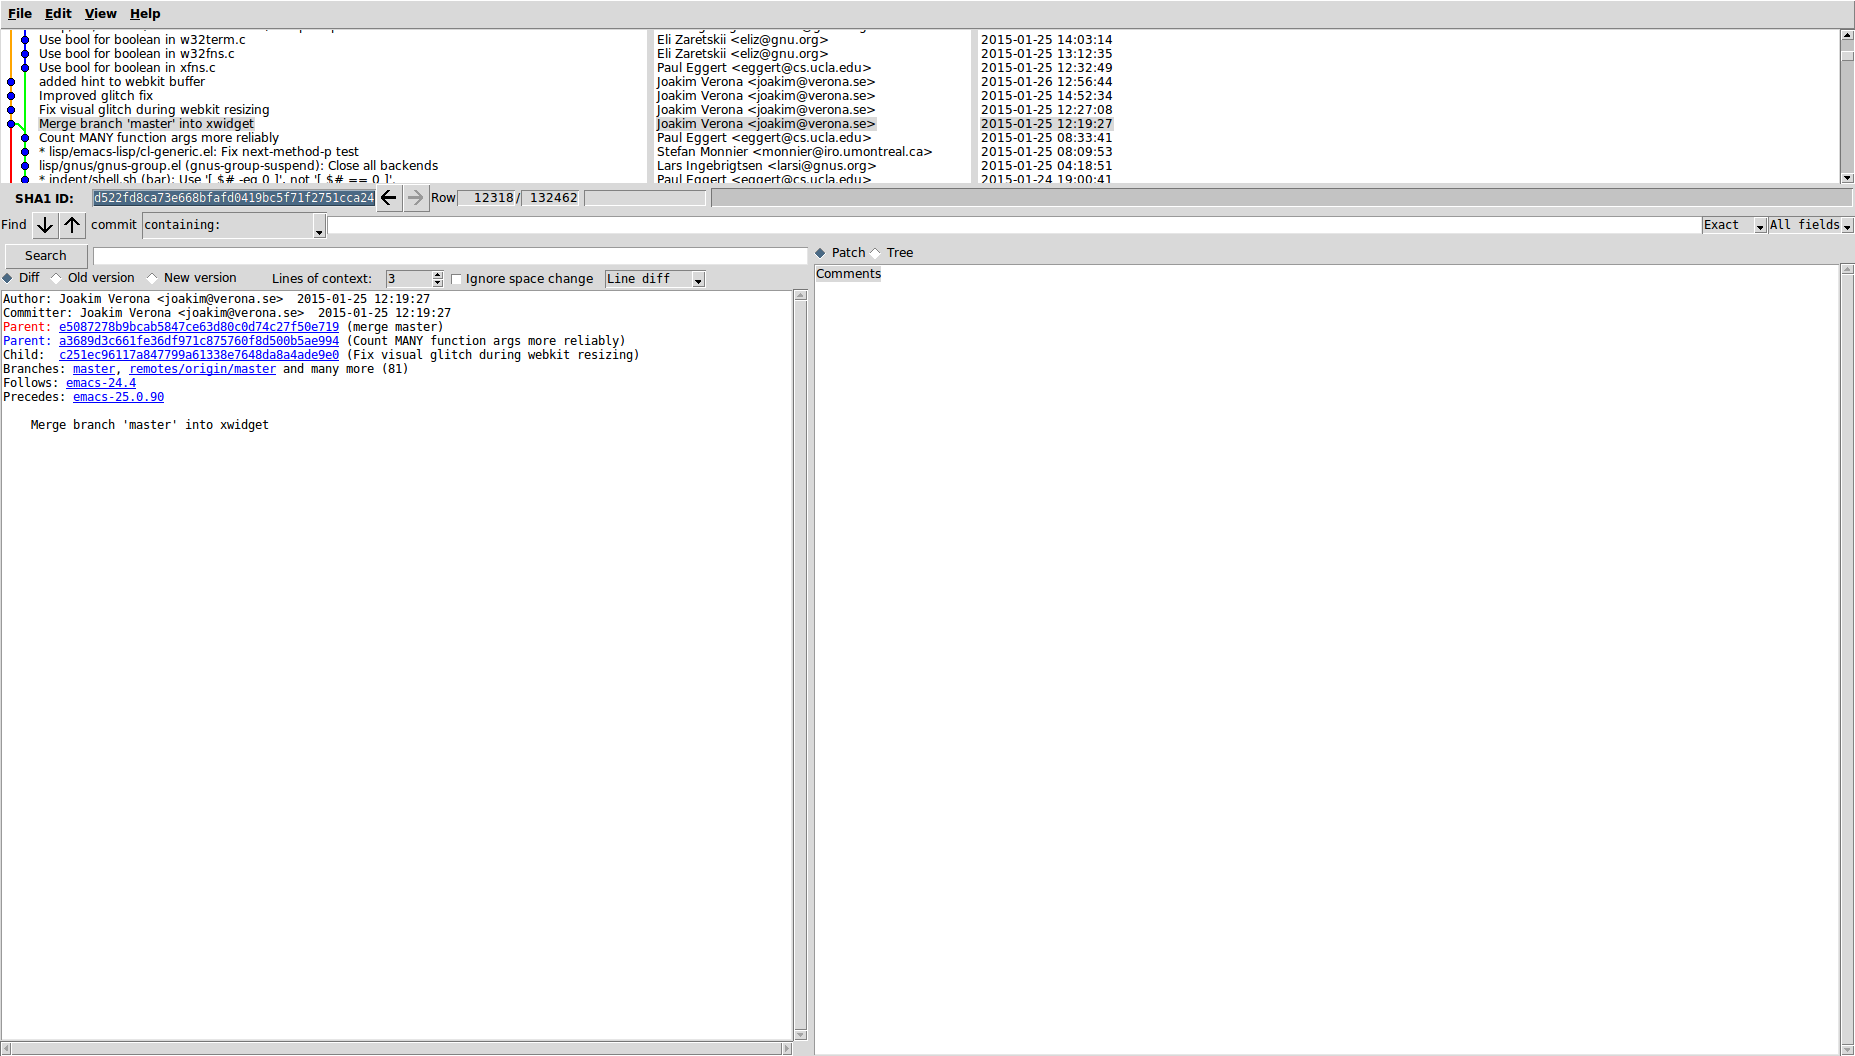 File Edit View Help
Use bool for boolean in w32term.c Eli Zaretskii <eliz@gnu.org> 2015-01-25 14:03:14
Use bool for boolean in w32fns.c Eli Zaretskii <eliz@gnu.org> 2015-01-25 13:12:35
Use bool for boolean in xfns.c Paul Eggert <eggert@cs.ucla.edu> 2015-01-25 12:32:49
added hint to webkit buffer Joakim Verona <joakim@verona.se> 2015-01-26 12:56:44
Improved glitch fix Joakim Verona <joakim@verona.se> 2015-01-25 14:52:34
Fix visual glitch during webkit resizing Joakim Verona <joakim@verona.se> 2015-01-25 12:27:08
Merge branch 'master' into xwidget Joakim Verona <joakim@verona.se> 2015-01-25 12:19:27
Count MANY function args more reliably Paul Eggert <eggert@cs.ucla.edu> 2015-01-25 08:33:41
* lisp/emacs-lisp/cl-generic.el: Fix next-method-p test Stefan Monnier <monnier@iro.umontreal.ca> 2015-01-25 08:09:53
lisp/gnus/gnus-group.el (gnus-group-suspend): Close all backends Lars Ingebrigtsen <larsi@gnus.org> 2015-01-25 04:18:51
* indent/shell.sh (bar): Use '[ $# -eq 0 ]', not '[ $# == 0 ]'. Paul Eggert <eggert@cs.ucla.edu> 2015-01-24 19:00:41
SHA1 ID: d522fd8ca73e668bfafd0419bc5f71f2751cca24 Row 12318 / 132462
Find commit containing: Exact All fields
Search
Patch Tree
Diff Old version New version Lines of context: 3 Ignore space change Line diff
Comments
Author: Joakim Verona <joakim@verona.se>  2015-01-25 12:19:27
Committer: Joakim Verona <joakim@verona.se>  2015-01-25 12:19:27
Parent: e5087278b9bcab5847ce63d80c0d74c27f50e719 (merge master)
Parent: a3689d3c661fe36df971c875760f8d500b5ae994 (Count MANY function args more reliably)
Child:  c251ec96117a847799a61338e7648da8a4ade9e0 (Fix visual glitch during webkit resizing)
Branches: master, remotes/origin/master and many more (81)
Follows: emacs-24.4
Precedes: emacs-25.0.90
Merge branch 'master' into xwidget